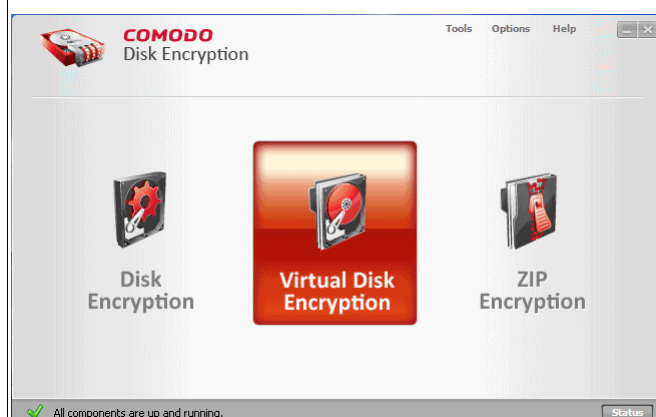 COMODO
Disk Encryption
Tools Options Help
Disk
Encryption
Virtual Disk
Encryption
ZIP
Encryption
All components are up and running.
Status